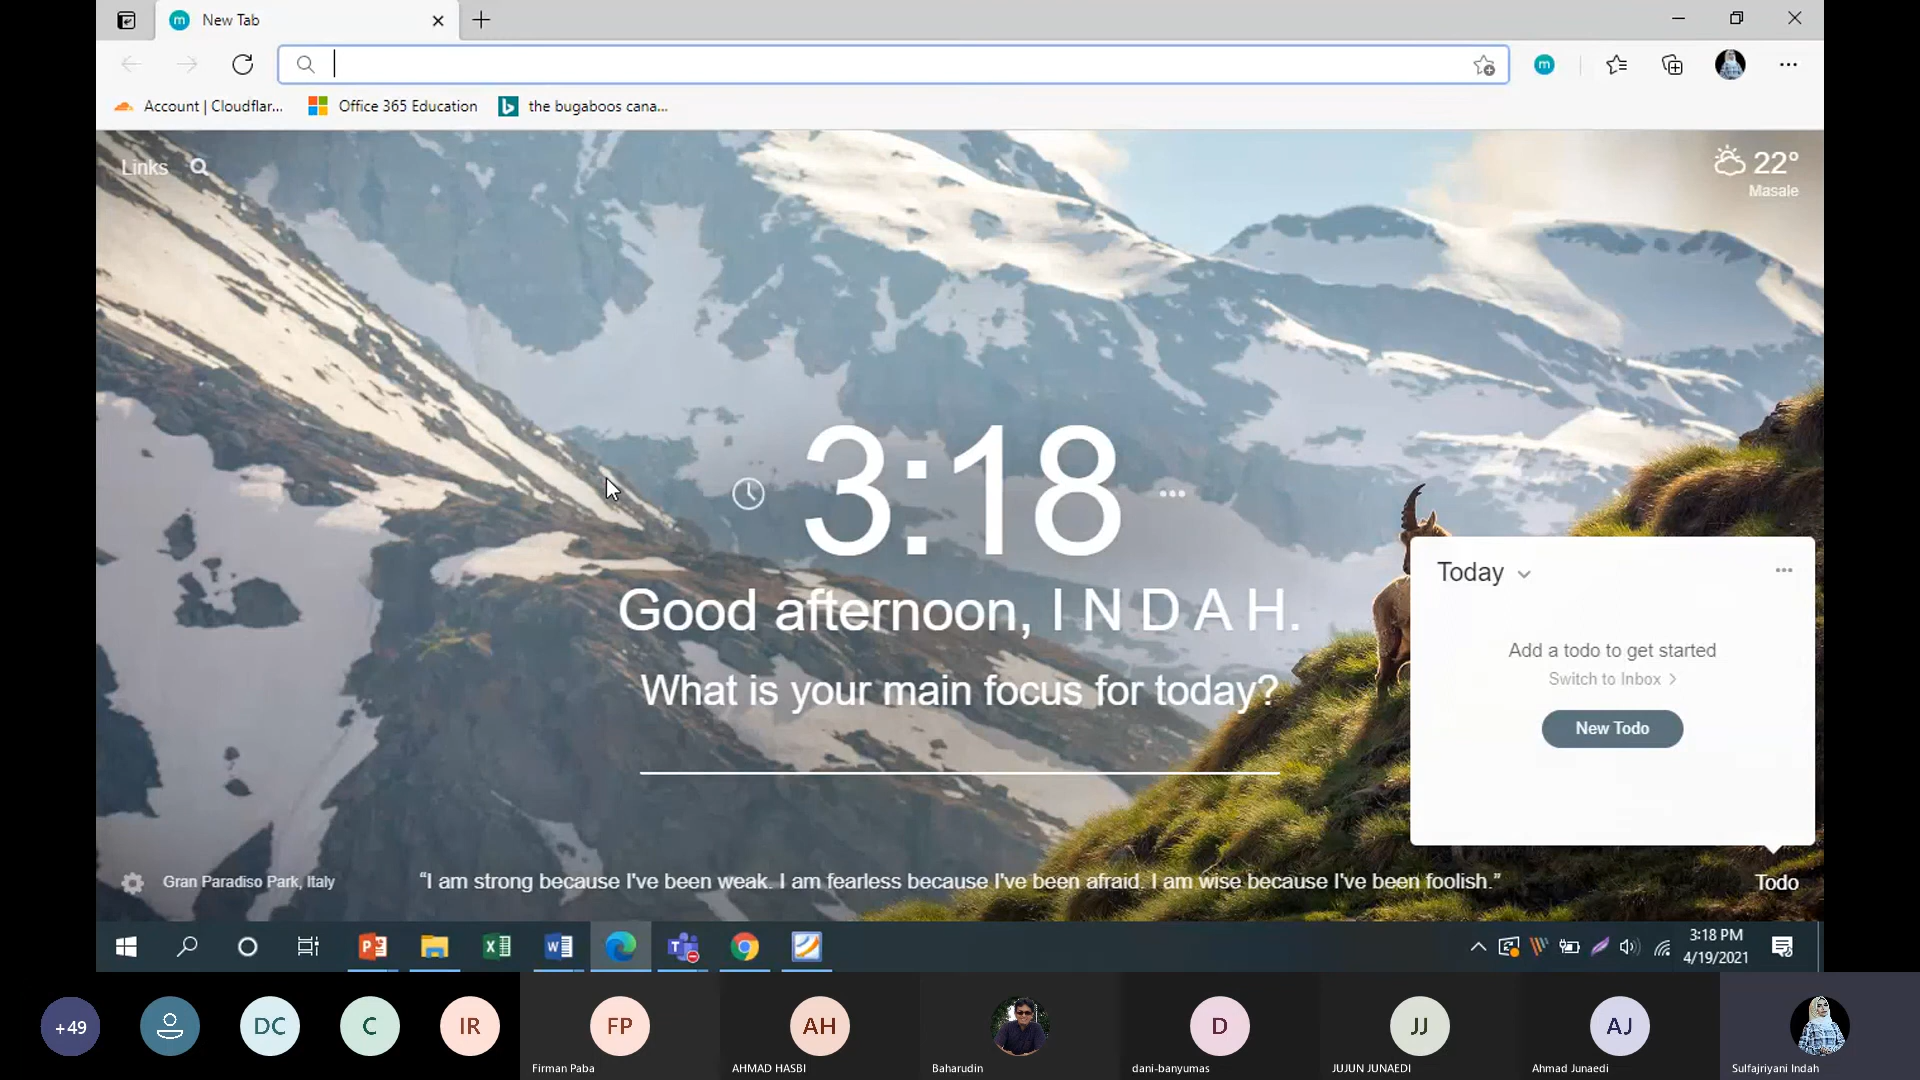 New Tab
Account | Cloudflar...
Office 365 Education
the bugaboos cana...
Links
22°
Masale
3:18
Good afternoon, I N D A H.
What is your main focus for today?
Today
Add a todo to get started
Switch to Inbox
New Todo
Gran Paradiso Park, Italy
“I am strong because I've been weak. I am fearless because I've been afraid. I am wise because I've been foolish.”
Todo
3:18 PM
4/19/2021
+49
DC
C
IR
FP
Firman Paba
AH
AHMAD HASBI
Baharudin
D
dani-banyumas
JJ
JUJUN JUNAEDI
AJ
Ahmad Junaedi
Sulfajriyani Indah